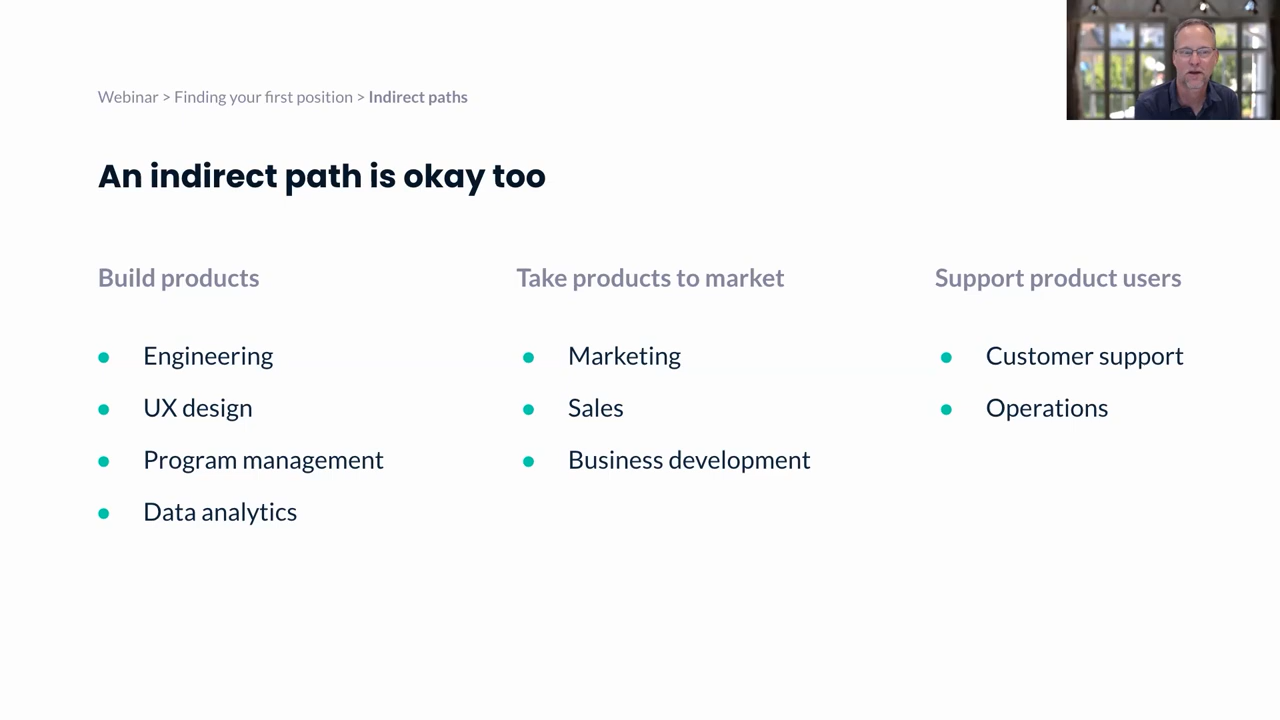 Webinar > Finding your first position > Indirect paths
An indirect path is okay too
Build products
Engineering
UX design
Program management
Data analytics
Take products to market
Marketing
Sales
Business development
Support product users
Customer support
Operations